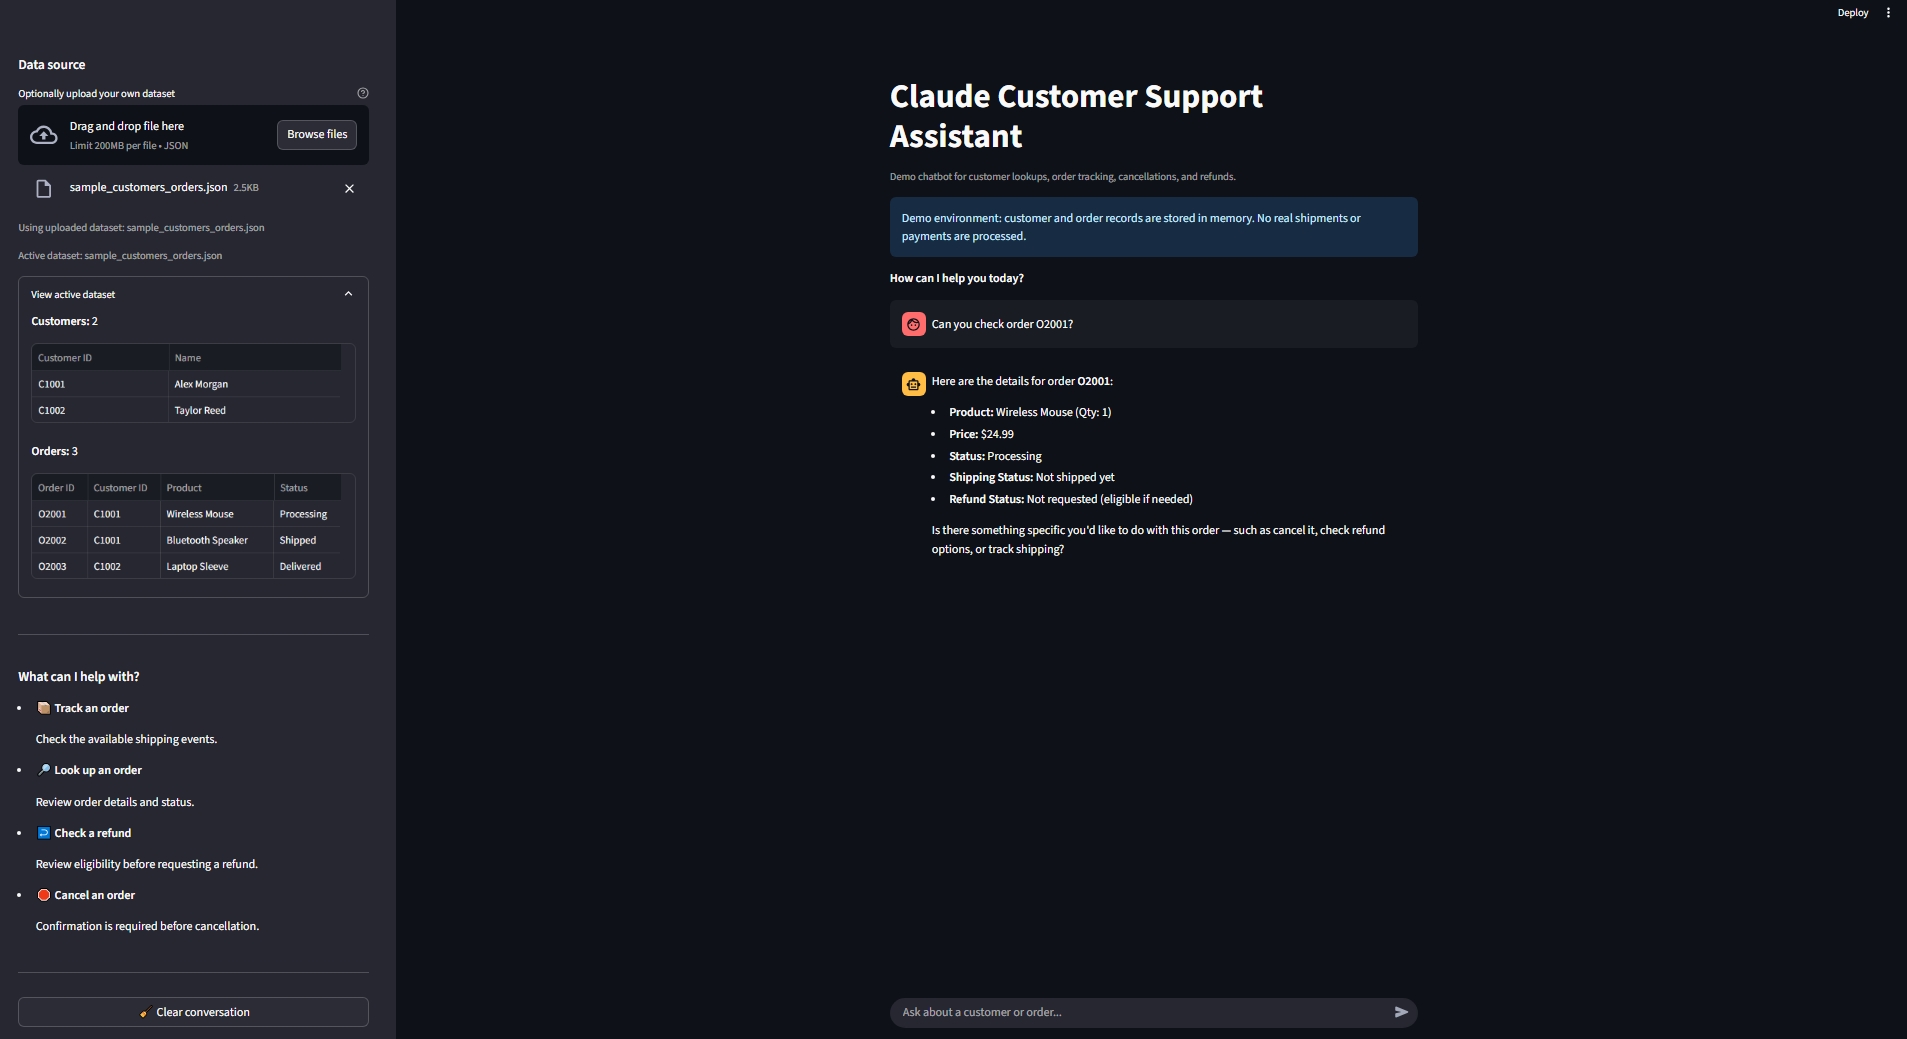 Deploy
Data source
Optionally upload your own dataset
Drag and drop file here
Limit 200MB per file • JSON
Browse files
sample_customers_orders.json 2.5KB
Using uploaded dataset: sample_customers_orders.json
Active dataset: sample_customers_orders.json
View active dataset
Customers: 2
Customer ID Name
C1001 Alex Morgan
C1002 Taylor Reed
Orders: 3
Order ID Customer ID Product Status
O2001 C1001 Wireless Mouse Processing
O2002 C1001 Bluetooth Speaker Shipped
O2003 C1002 Laptop Sleeve Delivered
What can I help with?
• Track an order
Check the available shipping events.
• Look up an order
Review order details and status.
• Check a refund
Review eligibility before requesting a refund.
• Cancel an order
Confirmation is required before cancellation.
Clear conversation
Claude Customer Support
Assistant
Demo chatbot for customer lookups, order tracking, cancellations, and refunds.
Demo environment: customer and order records are stored in memory. No real shipments or
payments are processed.
How can I help you today?
Can you check order O2001?
Here are the details for order O2001:
• Product: Wireless Mouse (Qty: 1)
• Price: $24.99
• Status: Processing
• Shipping Status: Not shipped yet
• Refund Status: Not requested (eligible if needed)
Is there something specific you'd like to do with this order — such as cancel it, check refund
options, or track shipping?
Ask about a customer or order...